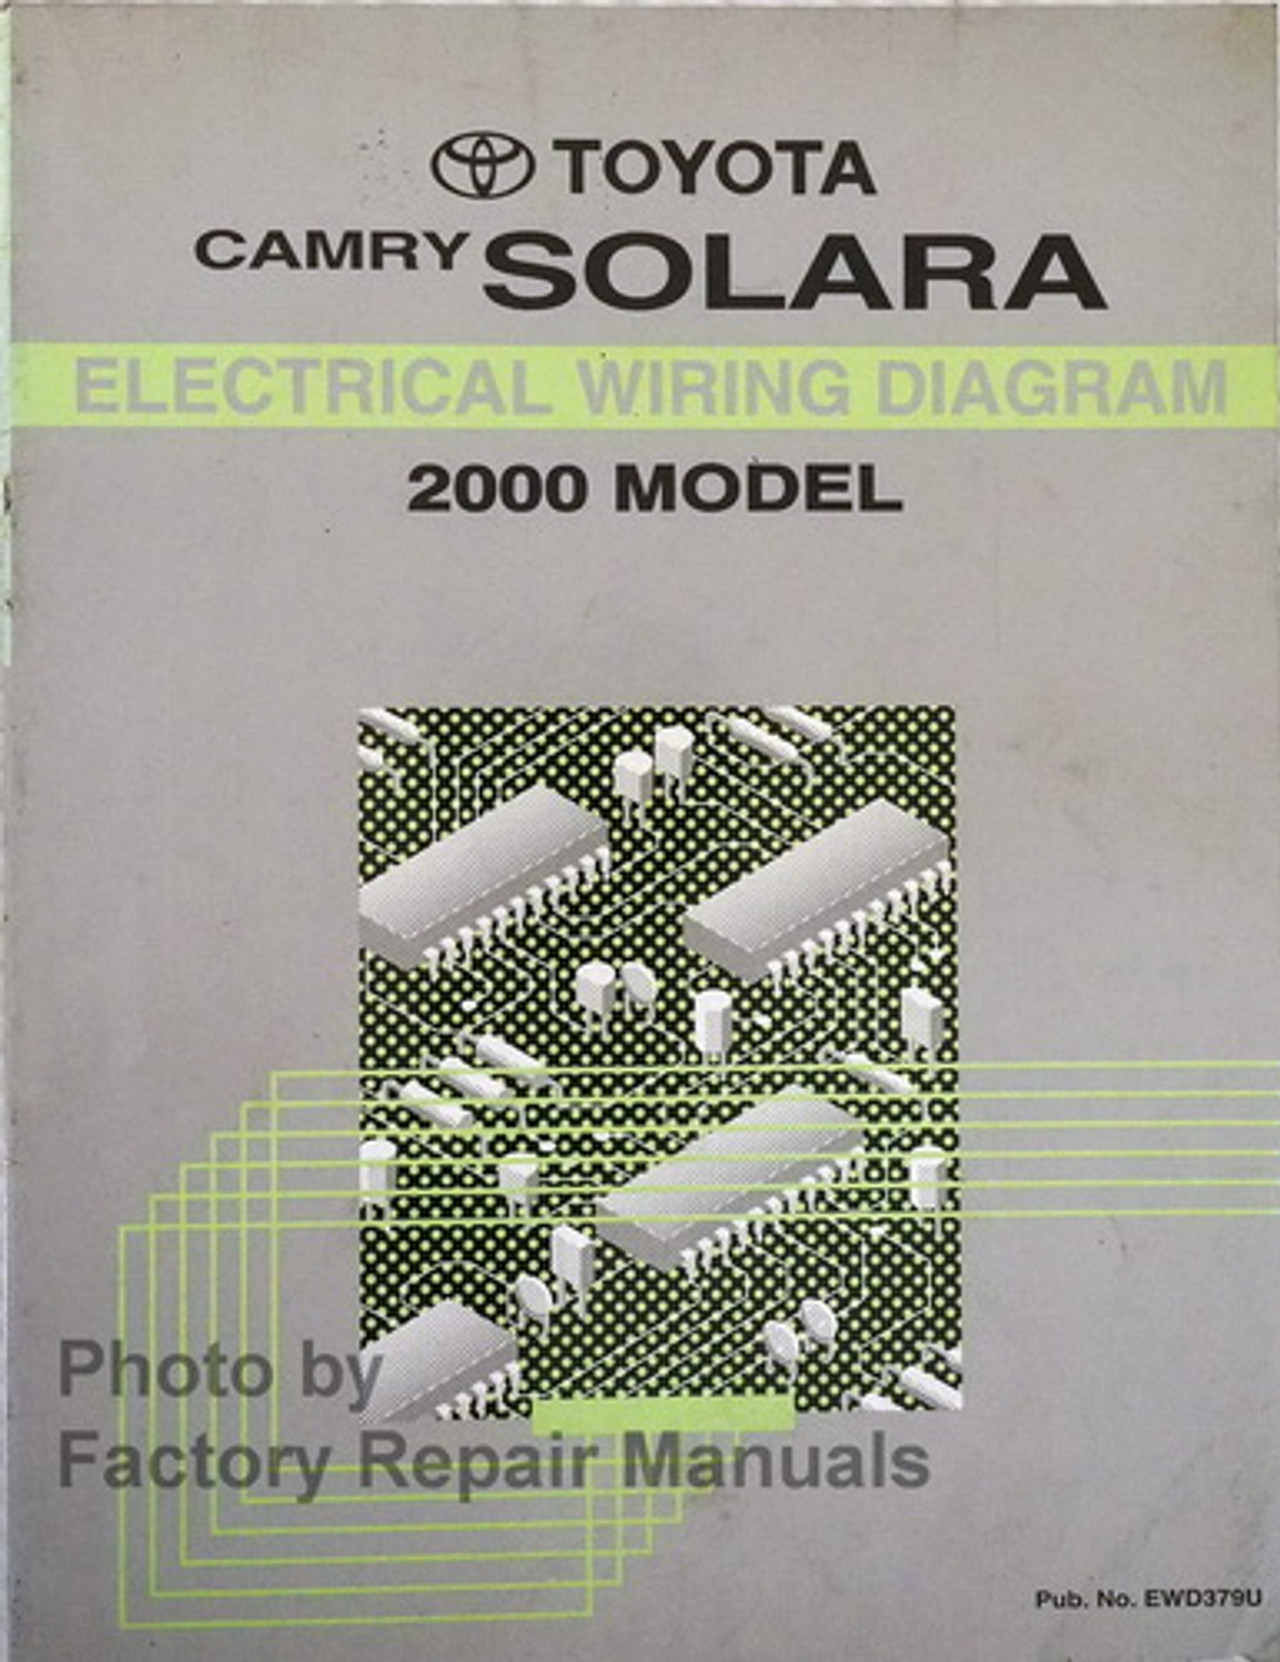 TOYOTA
CAMRY SOLARA
ELECTRICAL WIRING DIAGRAM
2000 MODEL
Photo by
Factory Repair Manuals
Pub. No. EWD379U